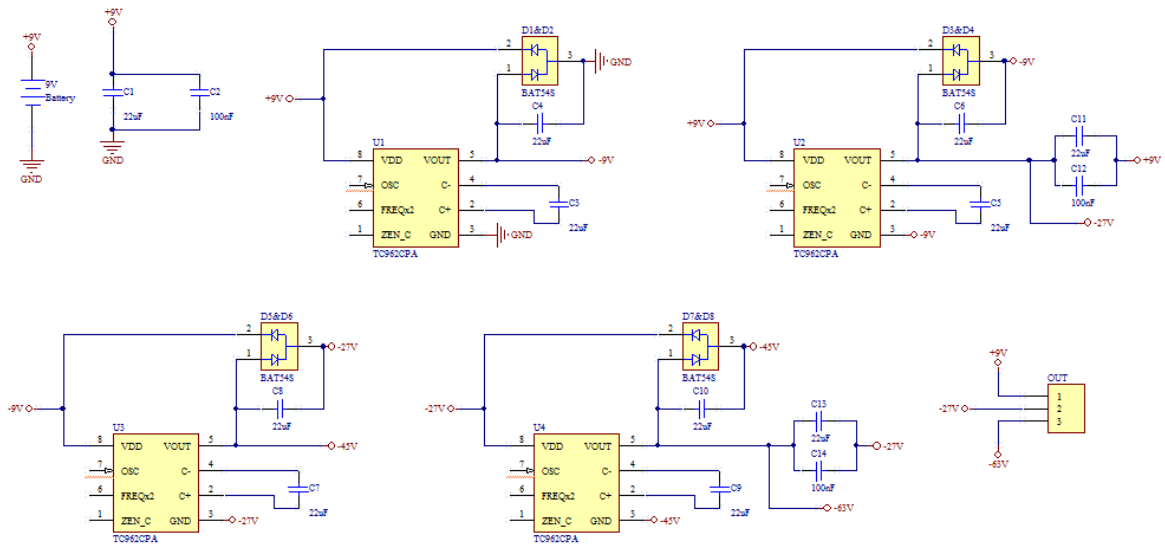 +9V
9V
Battery
GND
+9V
C1
22uF
C2
100nF
GND
D1&D2
2
1
3
BAT54S
GND
C4
22uF
+9V
U1
8
VDD
VOUT
5
-9V
7
OSC
C-
4
C3
22uF
6
FREQx2
C+
2
1
ZEN_C
GND
3
GND
TC962CPA
D3&D4
2
1
3
BAT54S
-9V
C6
22uF
+9V
U2
8
VDD
VOUT
5
7
OSC
C-
4
C5
22uF
6
FREQx2
C+
2
1
ZEN_C
GND
3
-9V
TC962CPA
C11
22uF
C12
100nF
+9V
-27V
D5&D6
2
1
3
BAT54S
-27V
C8
22uF
-9V
U3
8
VDD
VOUT
5
-45V
7
OSC
C-
4
C7
22uF
6
FREQx2
C+
2
1
ZEN_C
GND
3
-27V
TC962CPA
D7&D8
2
1
3
BAT54S
-45V
C10
22uF
-27V
U4
8
VDD
VOUT
5
7
OSC
C-
4
C9
22uF
6
FREQx2
C+
2
1
ZEN_C
GND
3
-45V
TC962CPA
C13
22uF
C14
100nF
-27V
-63V
+9V
OUT
1
-27V
2
3
-63V